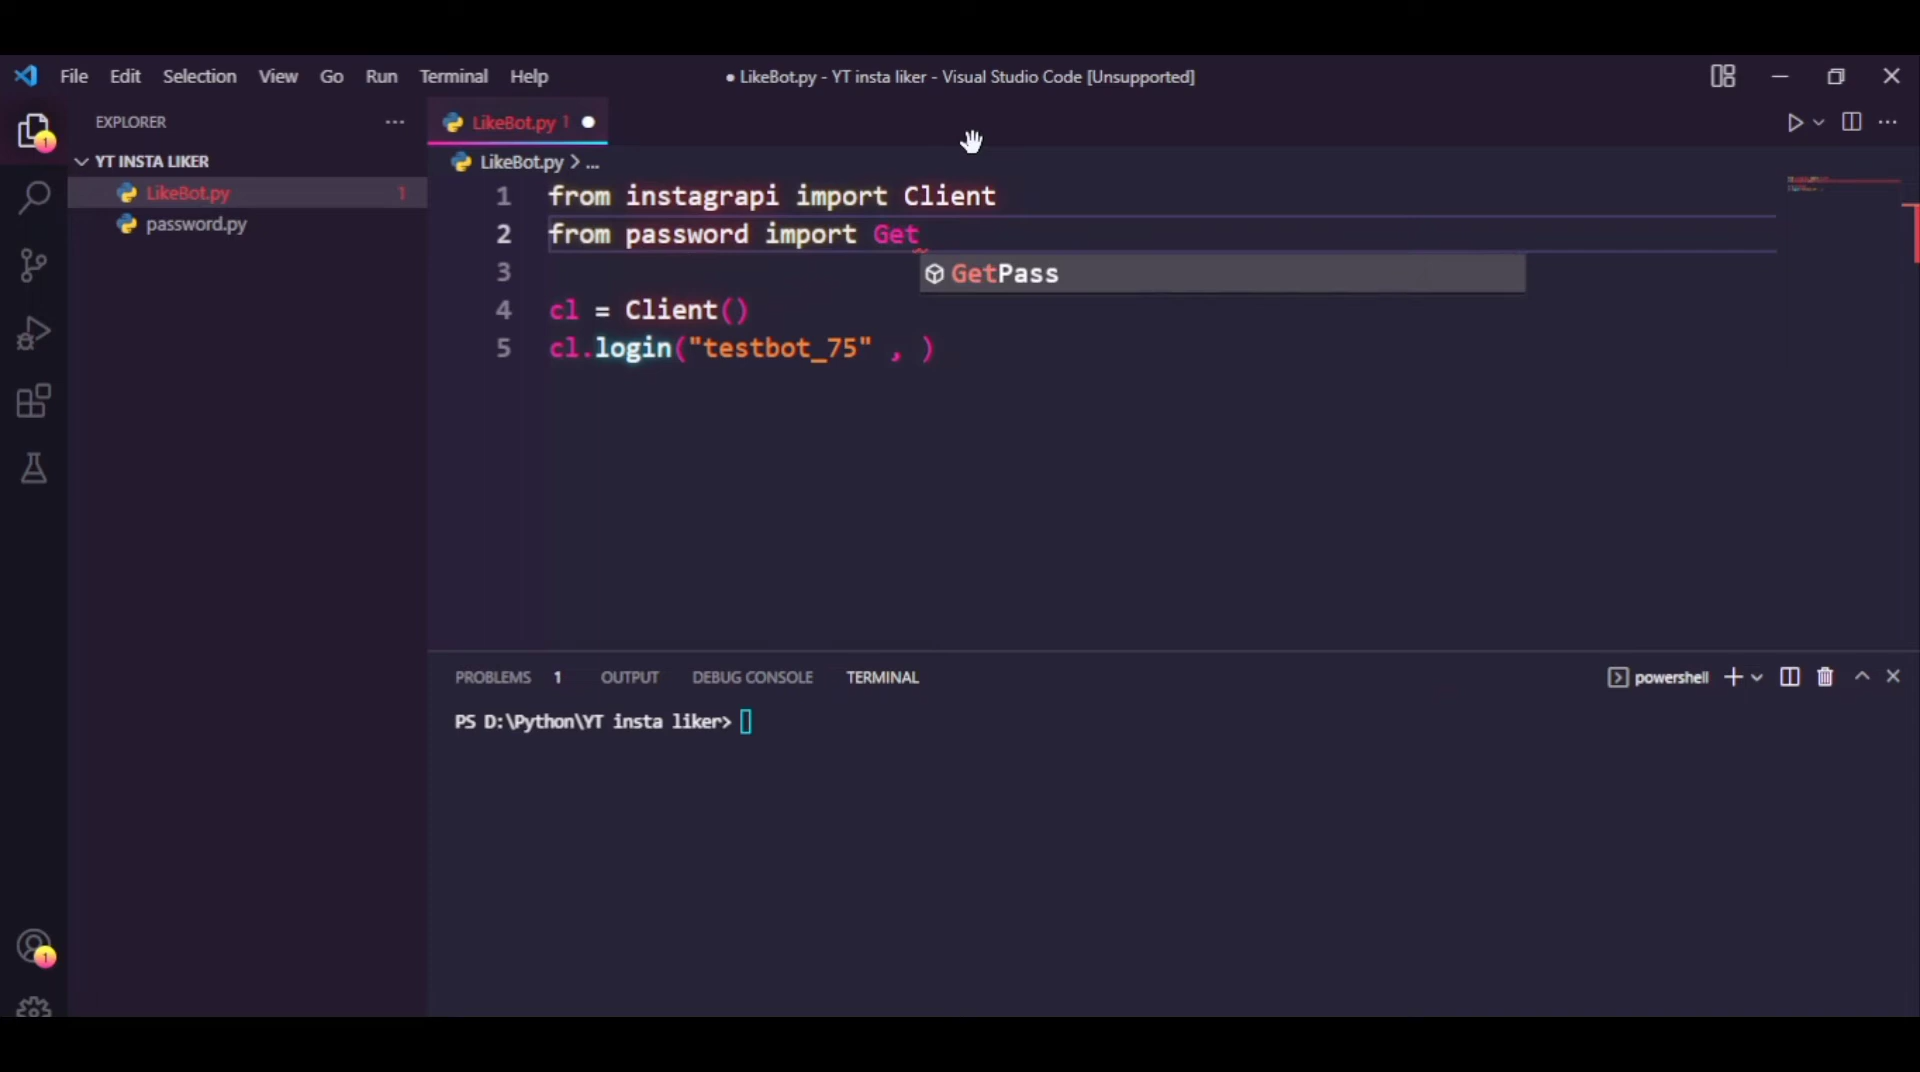 File Edit Selection View Go Run Terminal Help
● LikeBot.py - YT insta liker - Visual Studio Code [Unsupported]
EXPLORER ...
LikeBot.py 1 ●
YT INSTA LIKER
LikeBot.py 1
password.py
1
LikeBot.py > ...
1 from instagrapi import Client
2 from password import Get
GetPass
3
4 cl = Client()
5 cl.login("testbot_75" , )
PROBLEMS 1 OUTPUT DEBUG CONSOLE TERMINAL
powershell
PS D:\Python\YT insta liker>
1